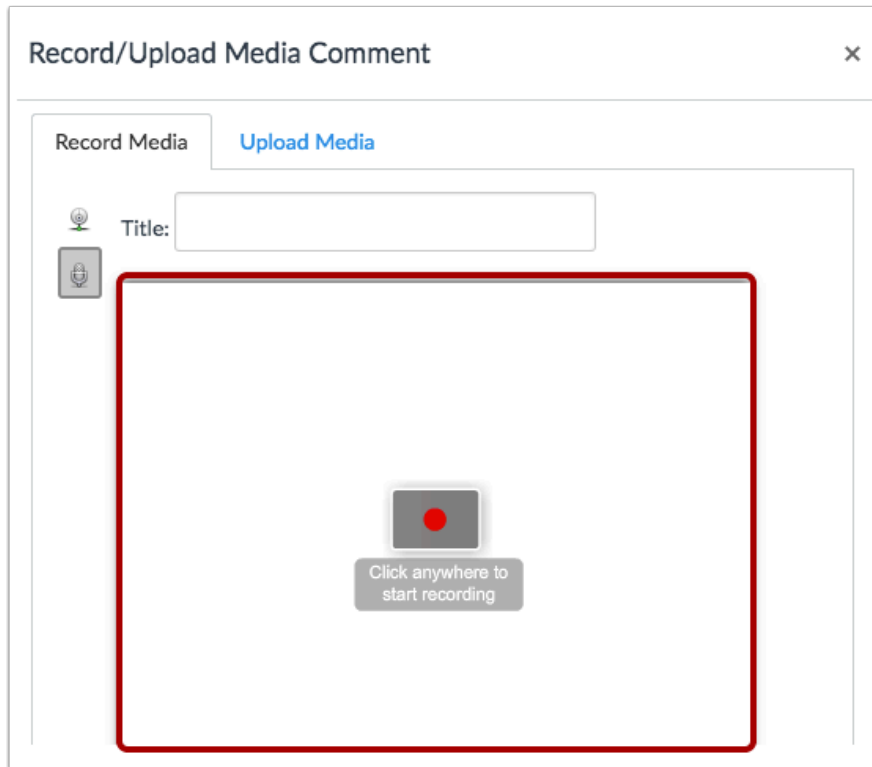 Record/Upload Media Comment
Record Media
Upload Media
Title:
Click anywhere to
start recording